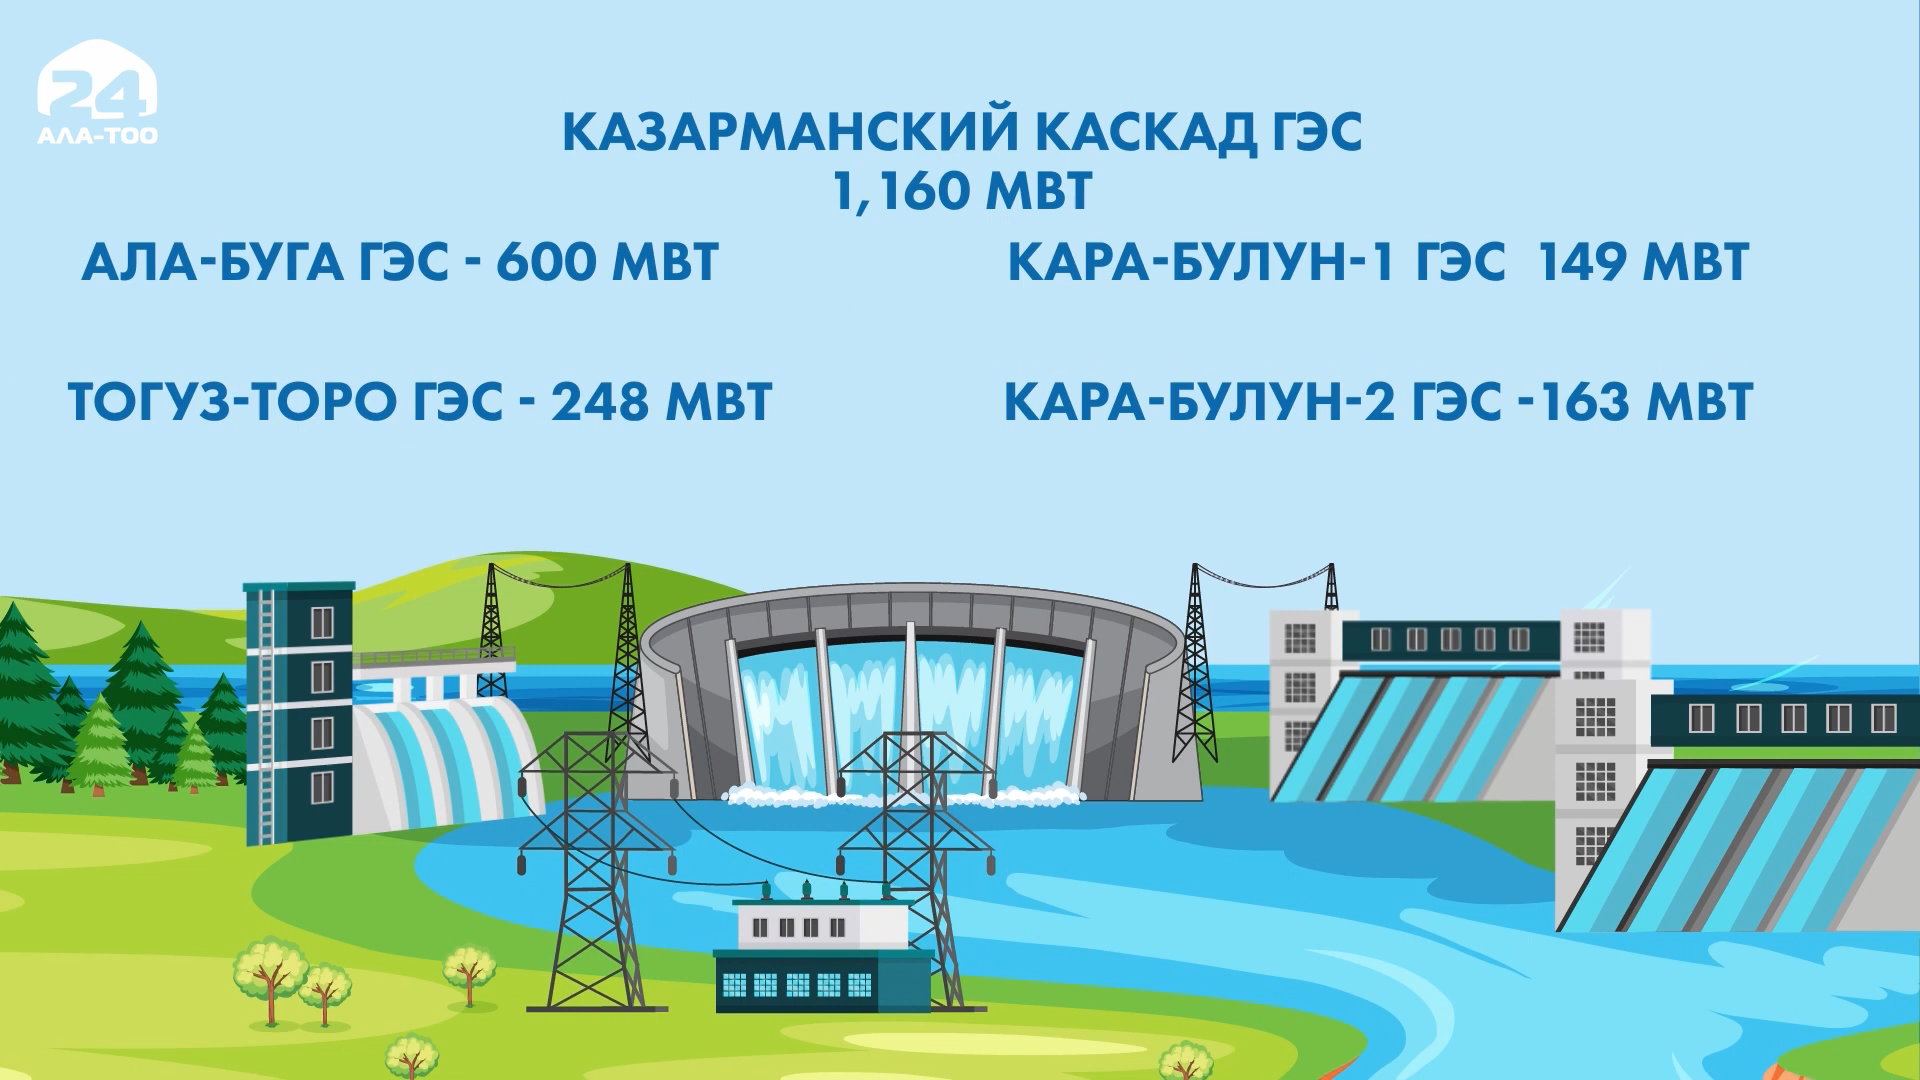 24
АЛА-ТОО
КАЗАРМАНСКИЙ КАСКАД ГЭС
1,160 МВТ
АЛА-БУГА ГЭС - 600 МВТ
КАРА-БУЛУН-1 ГЭС 149 МВТ
ТОГУЗ-ТОРО ГЭС - 248 МВТ
КАРА-БУЛУН-2 ГЭС -163 МВТ